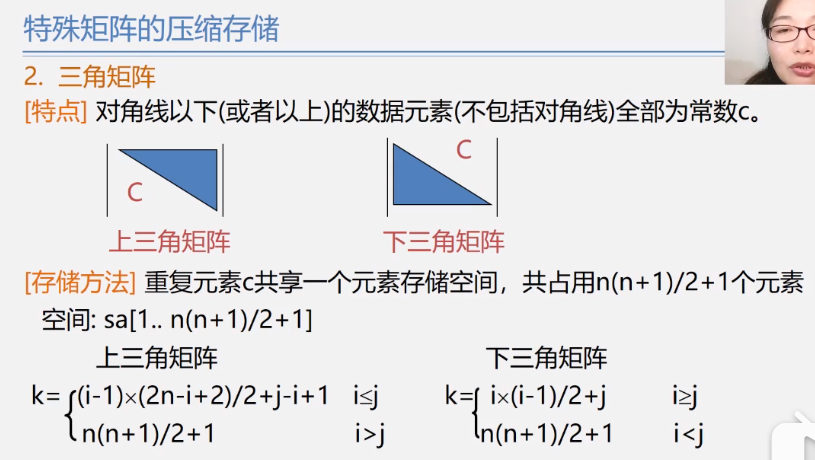 特殊矩阵的压缩存储
2. 三角矩阵
[特点] 对角线以下(或者以上)的数据元素(不包括对角线)全部为常数c。
C
C
上三角矩阵 下三角矩阵
[存储方法] 重复元素c共享一个元素存储空间，共占用n(n+1)/2+1个元素
空间: sa[1.. n(n+1)/2+1]
上三角矩阵 下三角矩阵
k= (i-1)×(2n-i+2)/2+j-i+1 i≤j k= i×(i-1)/2+j i≥j
n(n+1)/2+1 i>j n(n+1)/2+1 i<j